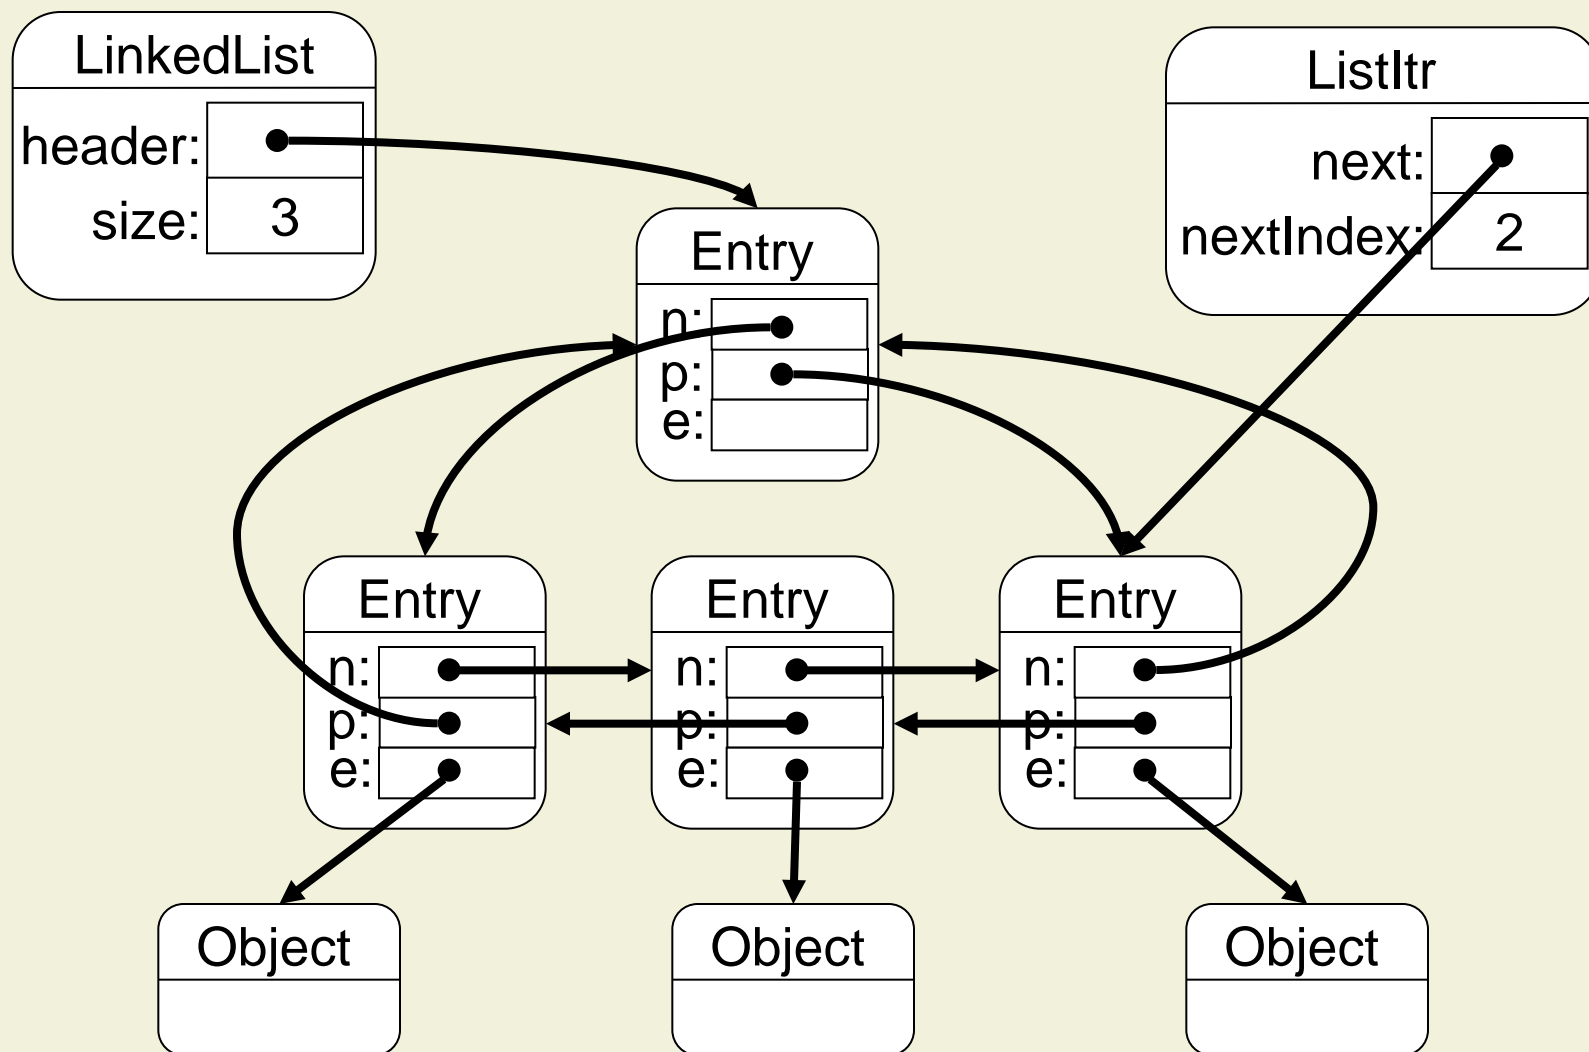 LinkedList
header:
size: 3
ListItr
next:
nextIndex: 2
Entry
n:
p:
e:
Entry
n:
p:
e:
Entry
n:
p:
e:
Entry
n:
p:
e:
Object
Object
Object